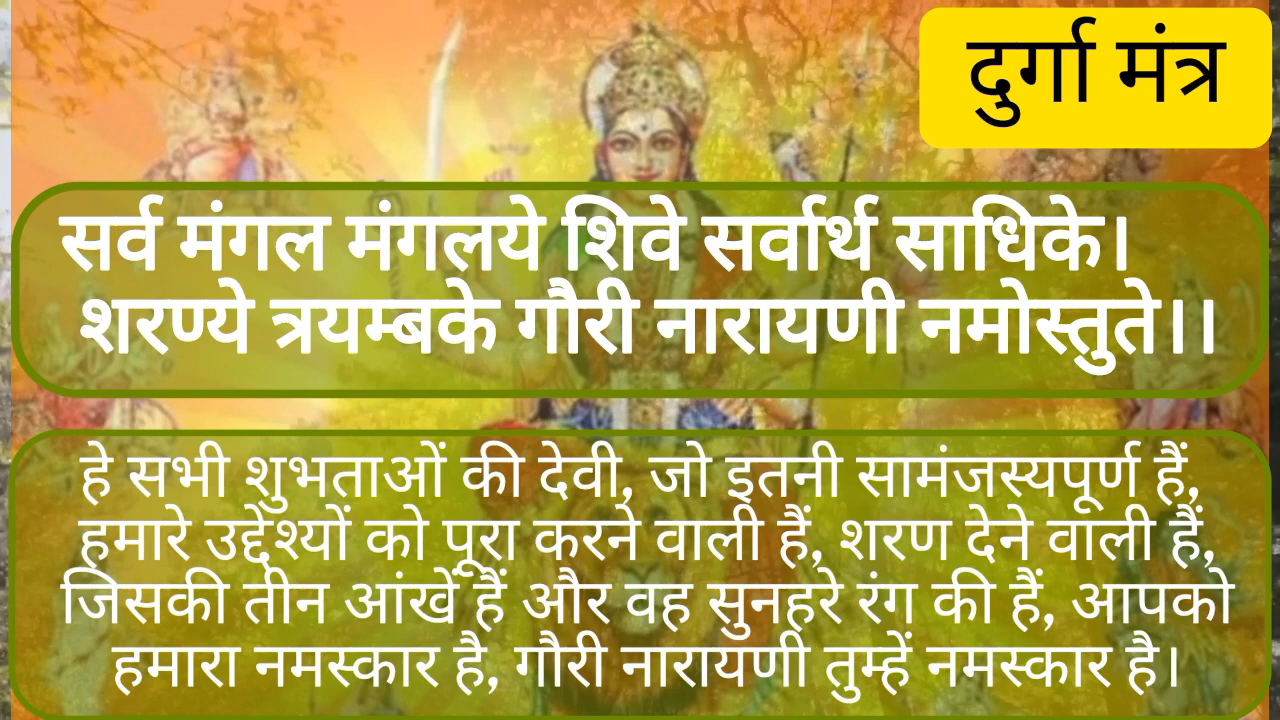 दुर्गा मंत्र
सर्व मंगल मंगलये शिवे सर्वार्थ साधिके।
शरण्ये त्रयम्बके गौरी नारायणी नमोस्तुते।।
हे सभी शुभताओं की देवी, जो इतनी सामंजस्यपूर्ण हैं,
हमारे उद्देश्यों को पूरा करने वाली हैं, शरण देने वाली हैं,
जिसकी तीन आंखें हैं और वह सुनहरे रंग की हैं, आपको
हमारा नमस्कार है, गौरी नारायणी तुम्हें नमस्कार है।